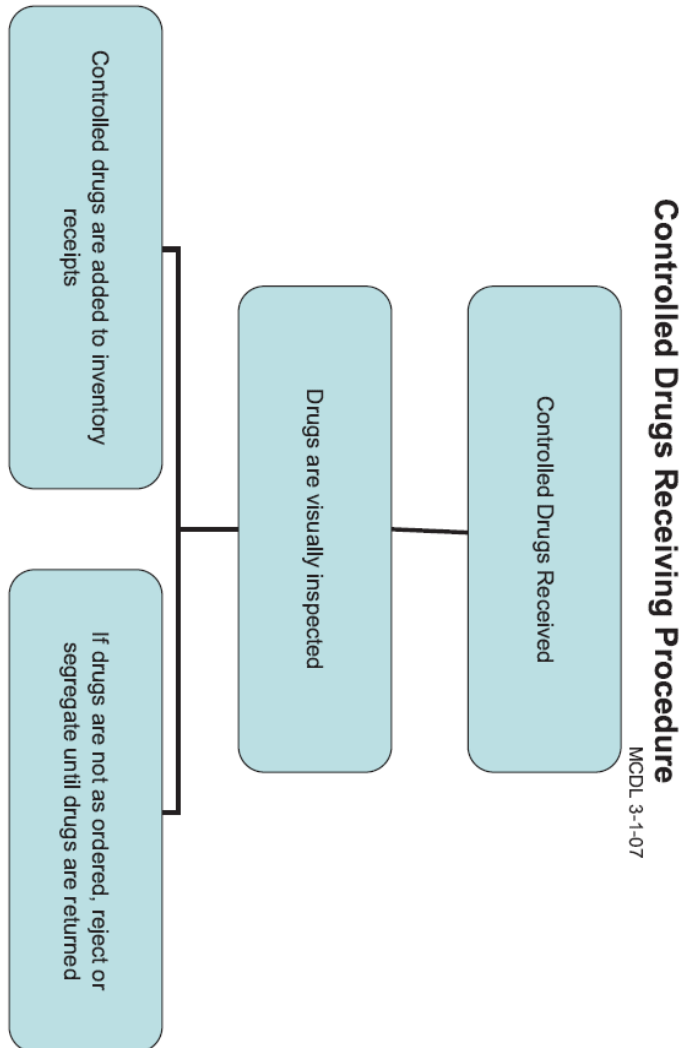 Controlled Drugs Receiving Procedure
MCDL 3-1-07
Controlled Drugs Received
Drugs are visually inspected
Controlled drugs are added to inventory
receipts
If drugs are not as ordered, reject or
segregate until drugs are returned